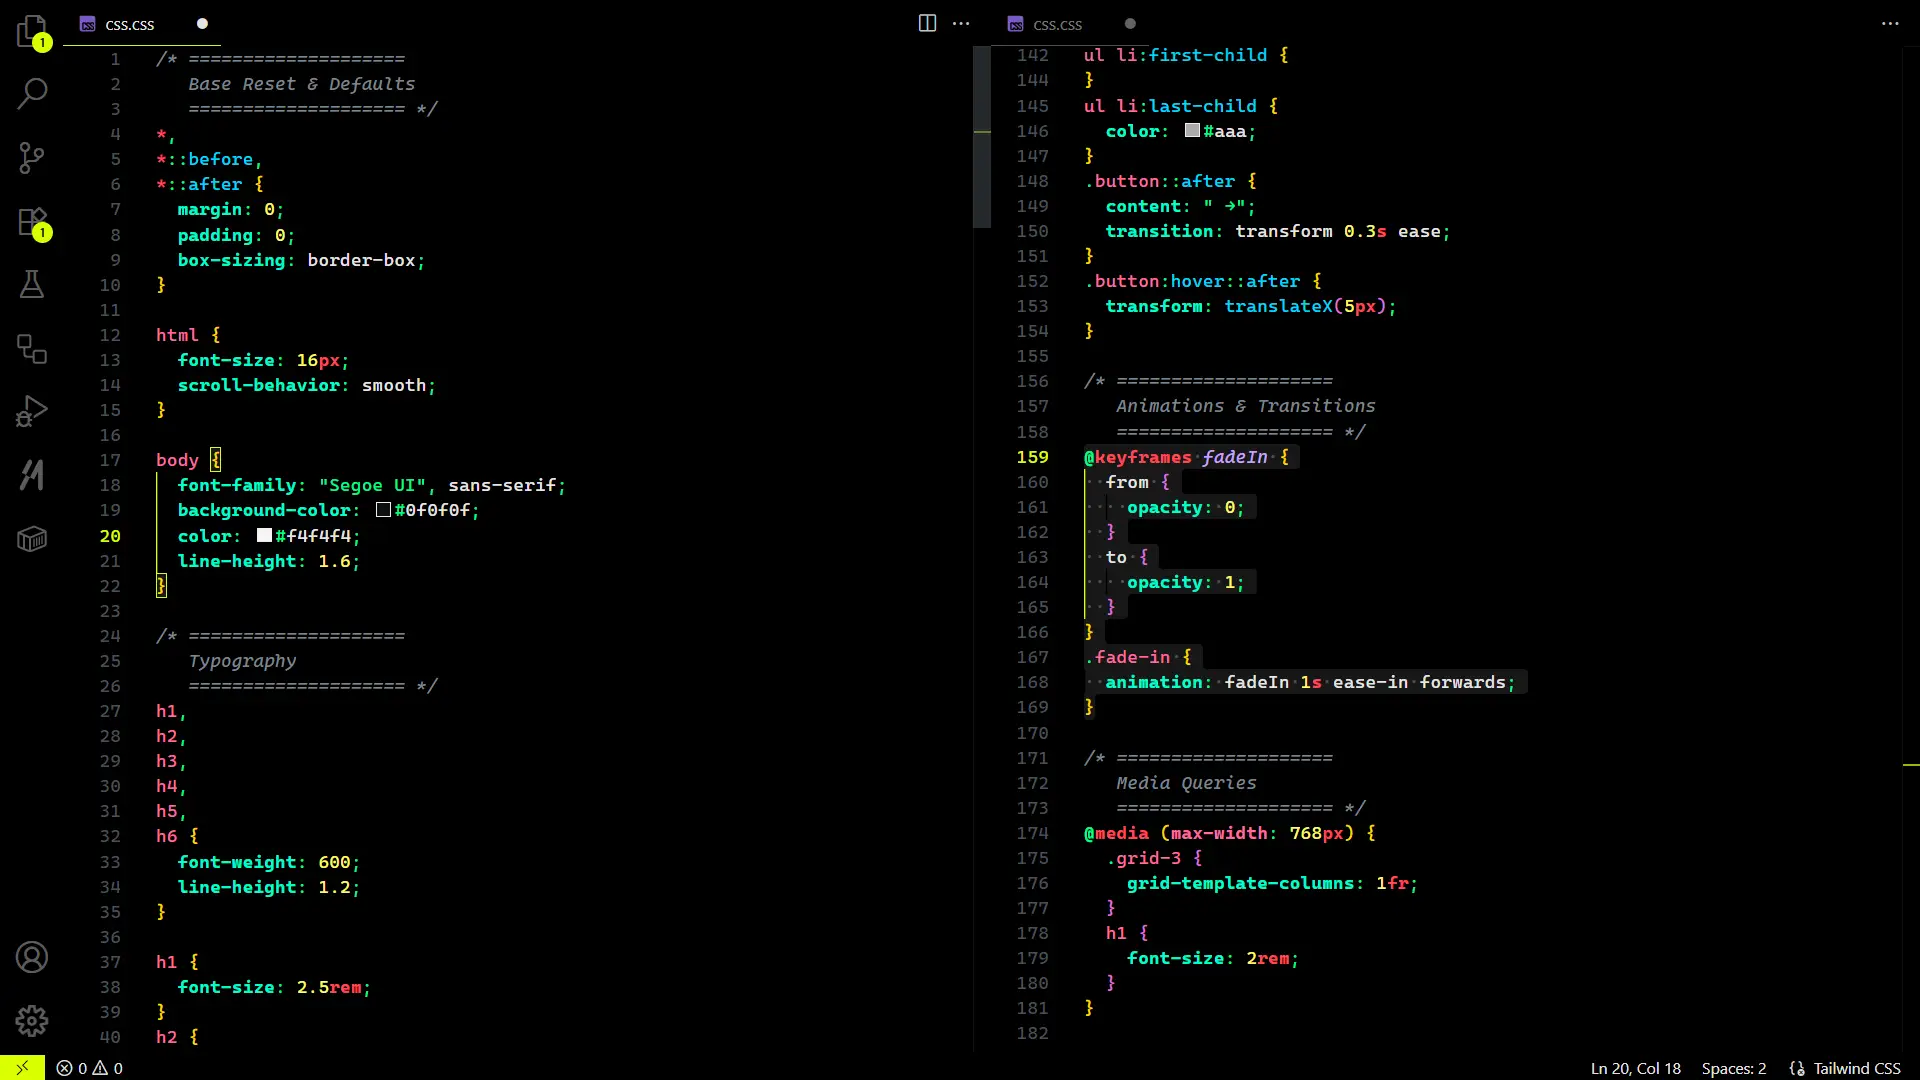 css.css
1 /* ====================
2 Base Reset & Defaults
3 ==================== */
4 *,
5 *::before,
6 *::after {
7 margin: 0;
8 padding: 0;
9 box-sizing: border-box;
10 }
11
12 html {
13 font-size: 16px;
14 scroll-behavior: smooth;
15 }
16
17 body {
18 font-family: "Segoe UI", sans-serif;
19 background-color: #0f0f0f;
20 color: #f4f4f4;
21 line-height: 1.6;
22 }
23
24 /* ====================
25 Typography
26 ==================== */
27 h1,
28 h2,
29 h3,
30 h4,
31 h5,
32 h6 {
33 font-weight: 600;
34 line-height: 1.2;
35 }
36
37 h1 {
38 font-size: 2.5rem;
39 }
40 h2 {
css.css
142 ul li:first-child {
144 }
145 ul li:last-child {
146 color: #aaa;
147 }
148 .button::after {
149 content: " →";
150 transition: transform 0.3s ease;
151 }
152 .button:hover::after {
153 transform: translateX(5px);
154 }
155
156 /* ====================
157 Animations & Transitions
158 ==================== */
159 @keyframes fadeIn {
160 from {
161 opacity: 0;
162 }
163 to {
164 opacity: 1;
165 }
166 }
167 .fade-in {
168 animation: fadeIn 1s ease-in forwards;
169 }
170
171 /* ====================
172 Media Queries
173 ==================== */
174 @media (max-width: 768px) {
175 .grid-3 {
176 grid-template-columns: 1fr;
177 }
178 h1 {
179 font-size: 2rem;
180 }
181 }
182
1
1
0 0
Ln 20, Col 18 Spaces: 2 Tailwind CSS